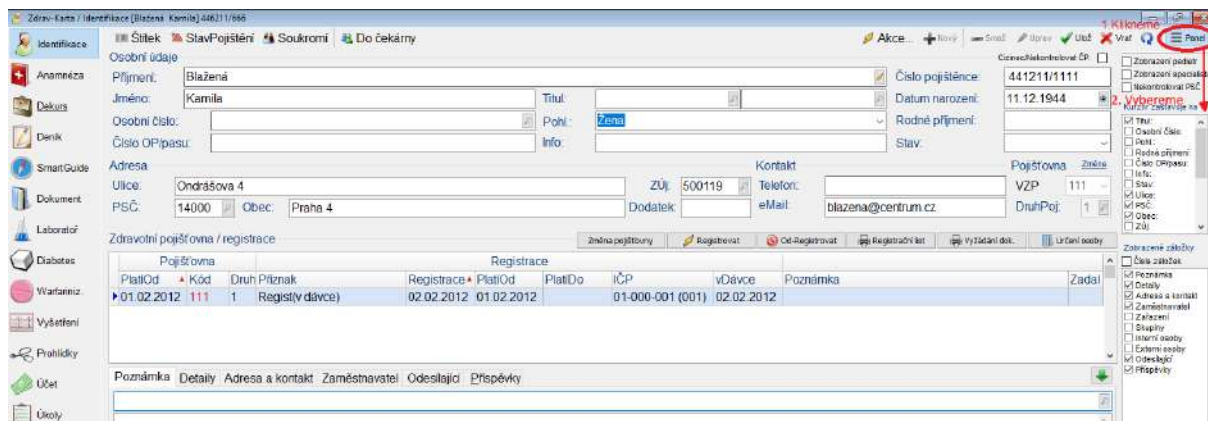 Zdrav-Karta / Identifikace [Blažená Kamila] 446211/666
1.Klikneme
Identifikace
Štítek StavPojištění Soukromí Do čekárny
Akce... Nový Smaž Uprav Ulož Vrať Panel
Osobní údaje
Cizinec/Nekontrolovat ČP:
Zobrazení pediatr
Příjmení: Blažená
Číslo pojištěnce: 441211/1111
Zobrazení specialist
Anamnéza
Nekontrolovat PSČ
Jméno: Kamila
Titul:
Datum narození: 11.12.1944
2. Vybereme
Kurzor zastavuje na
Dekurs
Osobní číslo:
Pohl.: Žena
Rodné příjmení:
Titul:
Osobní číslo:
Deník
Číslo OP/pasu:
Info:
Stav:
Pohl.:
Rodné příjmení
SmartGuide
Adresa
Kontakt
Pojišťovna Změna
Číslo OP/pasu:
Info:
Stav:
Ulice: Ondrášova 4
ZÚj: 500119
Telefon:
VZP 111
Ulice:
Dokument
PSČ: 14000 Obec: Praha 4
Dodatek:
eMail: blazena@centrum.cz
DruhPoj: 1
PSČ:
Obec:
ZÚj:
Laboratoř
Zdravotní pojišťovna / registrace
Změna pojišťovny Registrovat Od-Registrovat Registrační list Vyžádání dok. Určení osoby
Zobrazené záložky
Diabetes
Pojišťovna Registrace
Čísla záložek
PlatiOd Kód Druh Příznak Registrace PlatiOd PlatiDo IČP vDávce Poznámka Zadal
01.02.2012 111 1 Regist(v dávce) 02.02.2012 01.02.2012 01-000-001 (001) 02.02.2012
Poznámka
Detaily
Adresa a kontakt
Zaměstnavatel
Zařazení
Skupiny
Interní osoby
Externí osoby
Odesílající
Příspěvky
Warfariniz.
Vyšetření
Prohlídky
Účet
Úkoly
Poznámka Detaily Adresa a kontakt Zaměstnavatel Odesílající Příspěvky